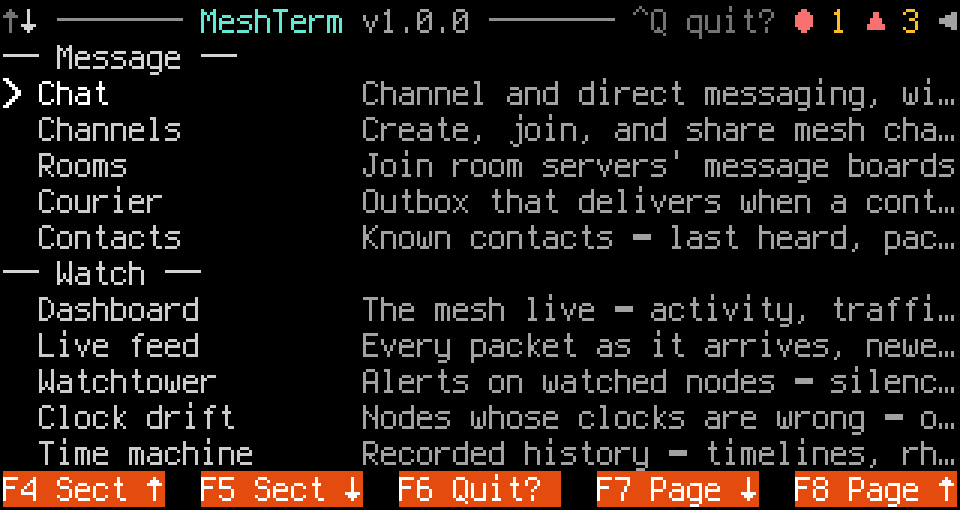 ↑↓ ─────── MeshTerm v1.0.0 ─────── ^Q quit? ● 1 ▲ 3 ◄
── Message ──
> Chat Channel and direct messaging, wi…
Channels Create, join, and share mesh cha…
Rooms Join room servers' message boards
Courier Outbox that delivers when a cont…
Contacts Known contacts — last heard, pac…
── Watch ──
Dashboard The mesh live — activity, traffi…
Live feed Every packet as it arrives, newe…
Watchtower Alerts on watched nodes — silenc…
Clock drift Nodes whose clocks are wrong — o…
Time machine Recorded history — timelines, rh…
F4 Sect ↑ F5 Sect ↓ F6 Quit? F7 Page ↓ F8 Page ↑